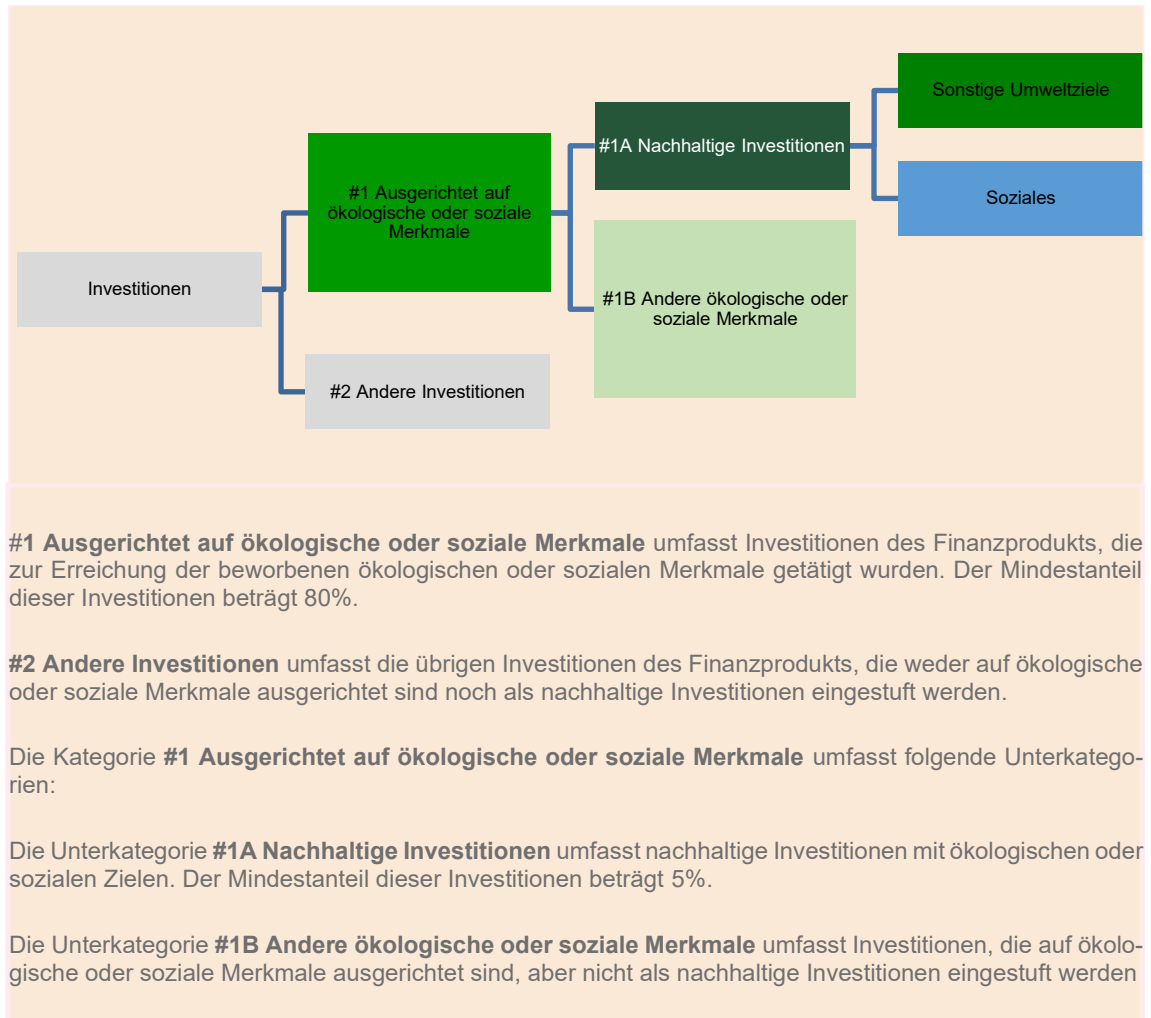 Sonstige Umweltziele
#1A Nachhaltige Investitionen
#1 Ausgerichtet auf
ökologische oder soziale
Merkmale
Soziales
Investitionen
#1B Andere ökologische oder
soziale Merkmale
#2 Andere Investitionen
#1 Ausgerichtet auf ökologische oder soziale Merkmale umfasst Investitionen des Finanzprodukts, die
zur Erreichung der beworbenen ökologischen oder sozialen Merkmale getätigt wurden. Der Mindestanteil
dieser Investitionen beträgt 80%.
#2 Andere Investitionen umfasst die übrigen Investitionen des Finanzprodukts, die weder auf ökologische
oder soziale Merkmale ausgerichtet sind noch als nachhaltige Investitionen eingestuft werden.
Die Kategorie #1 Ausgerichtet auf ökologische oder soziale Merkmale umfasst folgende Unterkatego-
rien:
Die Unterkategorie #1A Nachhaltige Investitionen umfasst nachhaltige Investitionen mit ökologischen oder
sozialen Zielen. Der Mindestanteil dieser Investitionen beträgt 5%.
Die Unterkategorie #1B Andere ökologische oder soziale Merkmale umfasst Investitionen, die auf ökolo-
gische oder soziale Merkmale ausgerichtet sind, aber nicht als nachhaltige Investitionen eingestuft werden